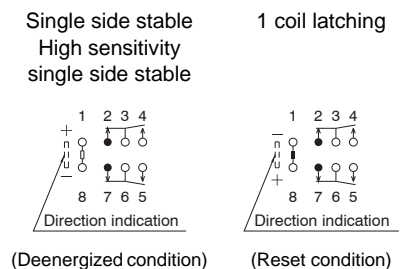 Single side stable
High sensitivity
single side stable
1 2 3 4
+
−
8 7 6 5
Direction indication
(Deenergized condition)
1 coil latching
1 2 3 4
−
+
8 7 6 5
Direction indication
(Reset condition)